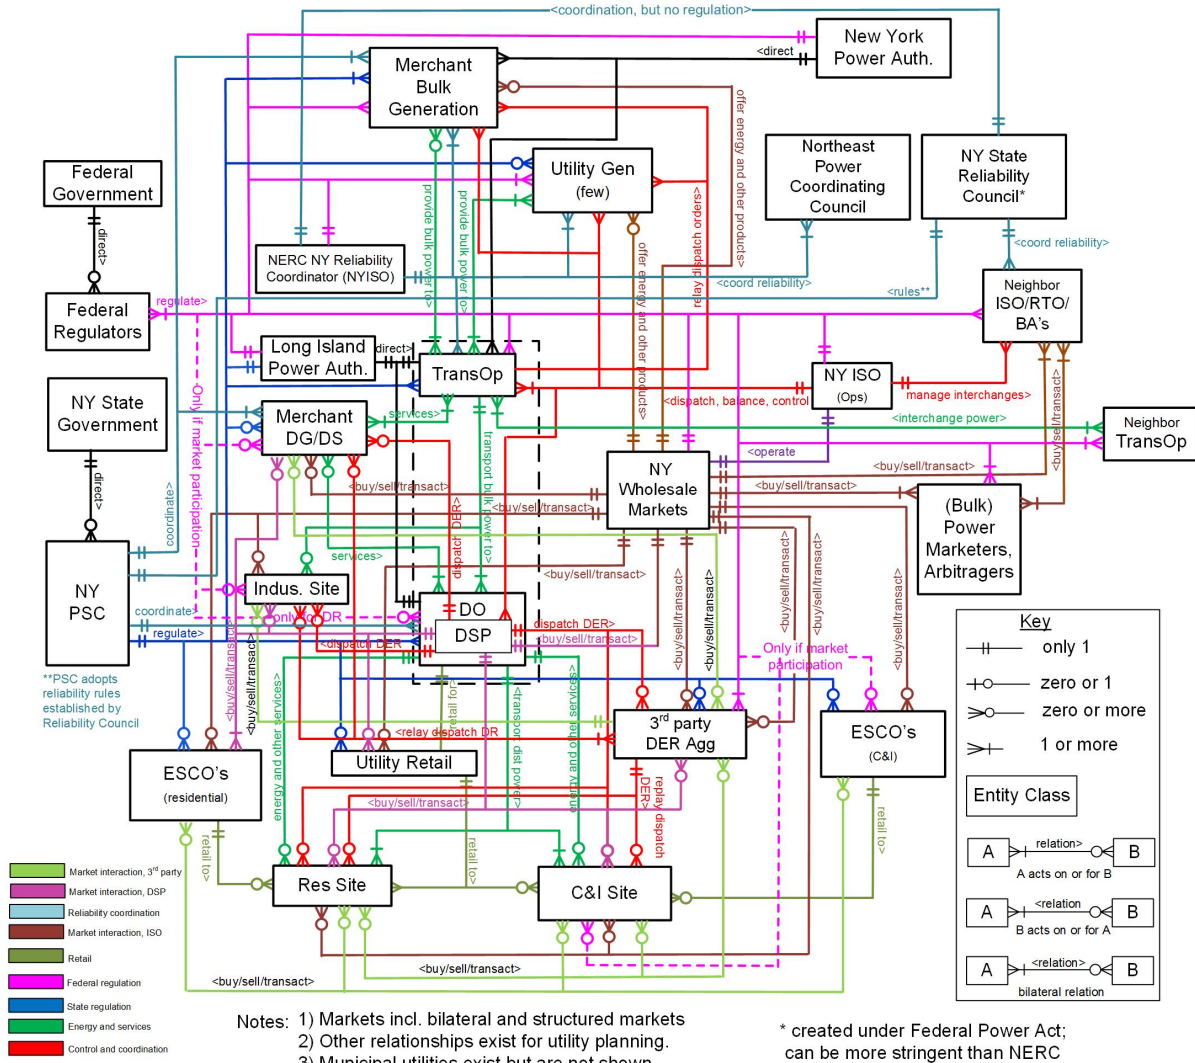 <coordination, but no regulation>
New York
Power Auth.
<direct
Merchant
Bulk
Generation
offer energy and other products>
Northeast
Power
Coordinating
Council
NY State
Reliability
Council*
Utility Gen
(few)
Federal
Government
direct>
provide bulk power to>
provide bulk power to>
relay dispatch orders>
offer energy and other products>
<coord reliability>
NERC NY Reliability
Coordinator (NYISO)
<coord reliability>
<rules**
Federal
Regulators
regulate>
Neighbor
ISO/RTO/
BA's
Long Island
Power Auth.
direct>
TransOp
NY ISO
(Ops)
manage interchanges>
<dispatch, balance, control
<interchange power>
Neighbor
TransOp
NY State
Government
direct>
Only if market participation
Merchant
DG/DS
services>
transport bulk power to>
<operate
<buy/sell/transact>
<buy/sell/transact>
NY
Wholesale
Markets
<buy/sell/transact>
<buy/sell/transact>
<buy/sell/transact>
(Bulk)
Power
Marketers,
Arbitragers
coordinate>
dispatch DER>
services>
NY
PSC
<buy/sell/transact>
Indus. Site
DO
DSP
coordinate>
only for DR
regulate>
<dispatch DER
dispatch DER>
<buy/sell/transact>
<buy/sell/transact>
<buy/sell/transact>
<buy/sell/transact>
<buy/sell/transact>
<buy/sell/transact>
<buy/sell/transact>
Only if market
participation
**PSC adopts
reliability rules
established by
Reliability Council
energy and other services>
retail for>
<transport dist power>
energy and other services>
<relay dispatch DR
3rd party
DER Agg
ESCO's
(C&I)
ESCO's
(residential)
Utility Retail
<buy/sell/transact>
replay dispatch
DER>
retail to>
retail to>
retail to>
Res Site
C&I Site
<buy/sell/transact>
<buy/sell/transact>
Key
only 1
zero or 1
zero or more
1 or more
Entity Class
A
relation>
B
A acts on or for B
A
<relation
B
B acts on or for A
A
<relation>
B
bilateral relation
Market interaction, 3rd party
Market interaction, DSP
Reliability coordination
Market interaction, ISO
Retail
Federal regulation
State regulation
Energy and services
Control and coordination
Notes: 1) Markets incl. bilateral and structured markets
2) Other relationships exist for utility planning.
3) Municipal utilities exist but are not shown
* created under Federal Power Act;
can be more stringent than NERC